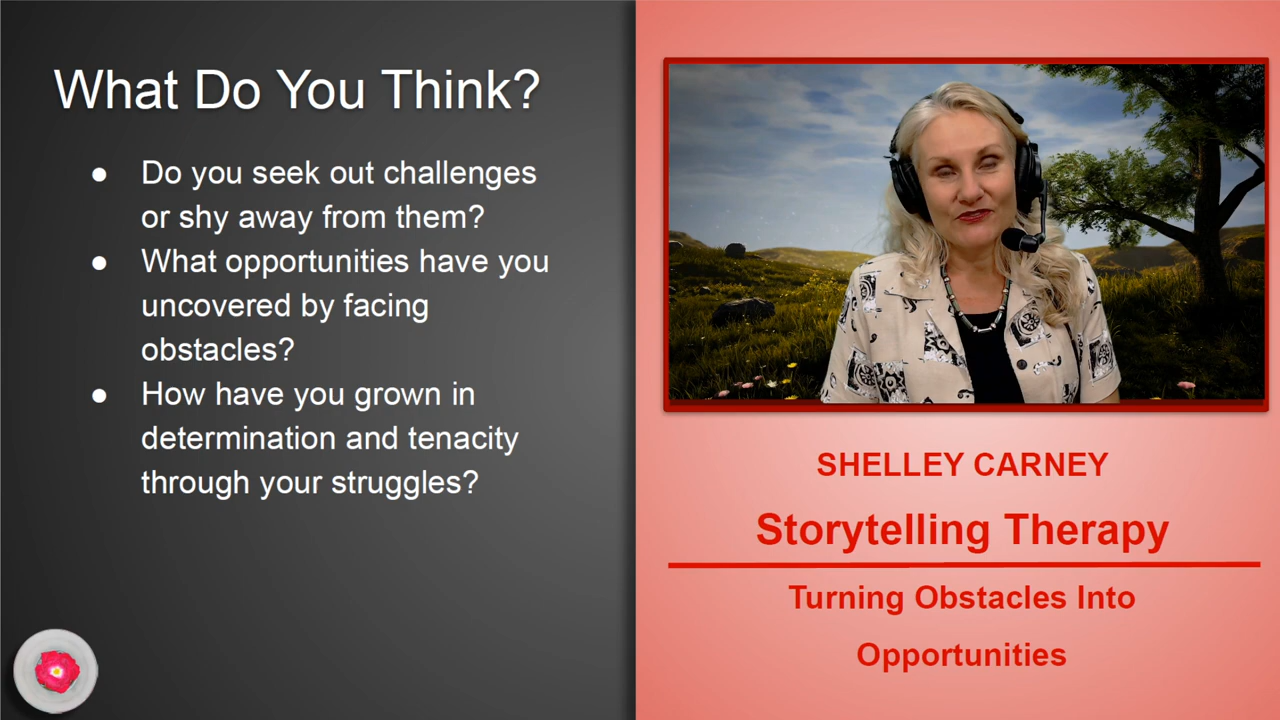 What Do You Think?
● Do you seek out challenges
or shy away from them?
● What opportunities have you
uncovered by facing
obstacles?
● How have you grown in
determination and tenacity
through your struggles?
SHELLEY CARNEY
Storytelling Therapy
Turning Obstacles Into
Opportunities